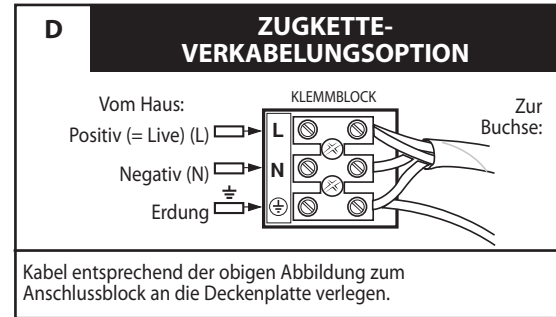 D
ZUGKETTE-
VERKABELUNGSOPTION
Vom Haus:
KLEMMBLOCK
Zur
Buchse:
Positiv (= Live) (L)
L
Negativ (N)
N
Erdung
Kabel entsprechend der obigen Abbildung zum
Anschlussblock an die Deckenplatte verlegen.